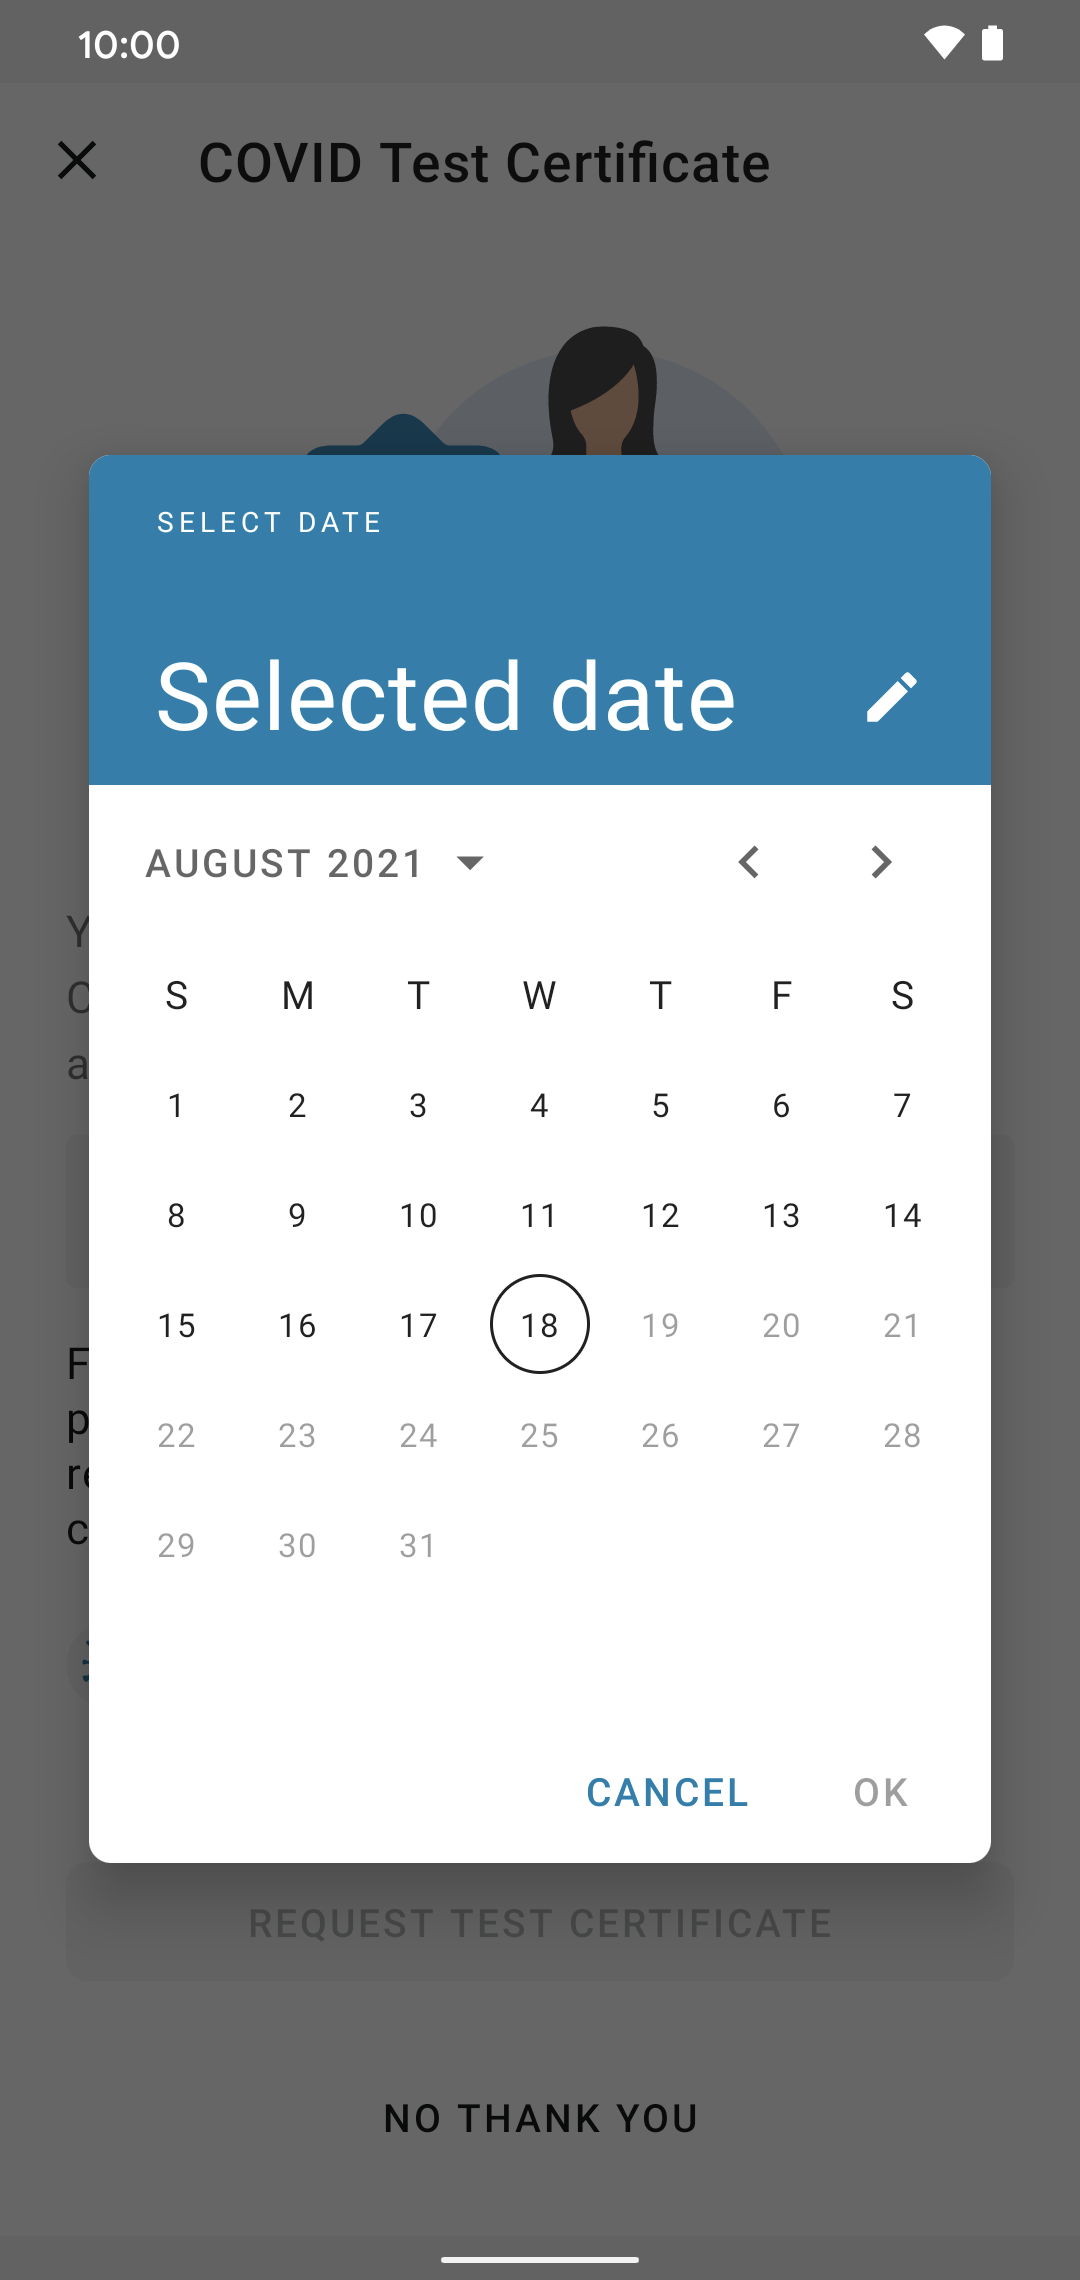 10:00
COVID Test Certificate
SELECT DATE
Selected date
AUGUST 2021
S M T W T F S
1 2 3 4 5 6 7
8 9 10 11 12 13 14
15 16 17 18 19 20 21
22 23 24 25 26 27 28
29 30 31
CANCEL OK
REQUEST TEST CERTIFICATE
NO THANK YOU